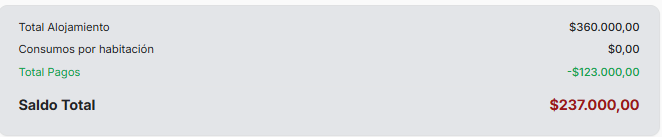 Total Alojamiento $360.000,00
Consumos por habitación $0,00
Total Pagos -$123.000,00
Saldo Total $237.000,00